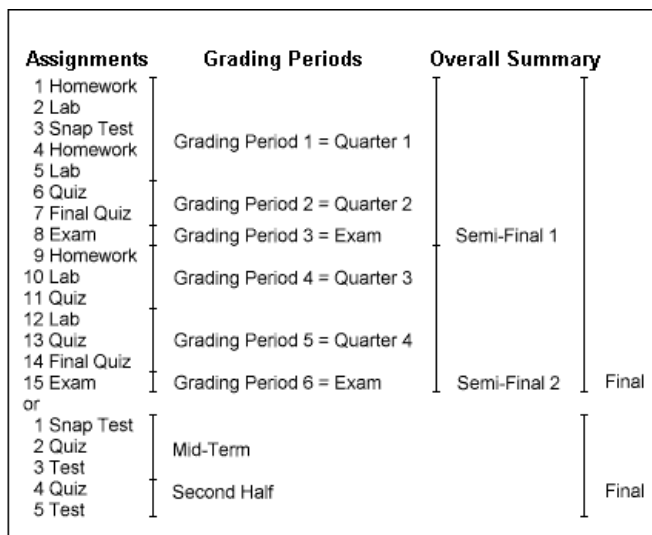 Assignments Grading Periods Overall Summary
1 Homework
2 Lab
3 Snap Test
4 Homework Grading Period 1 = Quarter 1
5 Lab
6 Quiz
7 Final Quiz Grading Period 2 = Quarter 2
8 Exam Grading Period 3 = Exam Semi-Final 1
9 Homework
10 Lab Grading Period 4 = Quarter 3
11 Quiz
12 Lab
13 Quiz Grading Period 5 = Quarter 4
14 Final Quiz
15 Exam Grading Period 6 = Exam Semi-Final 2 Final
or
1 Snap Test
2 Quiz Mid-Term
3 Test
4 Quiz Second Half Final
5 Test